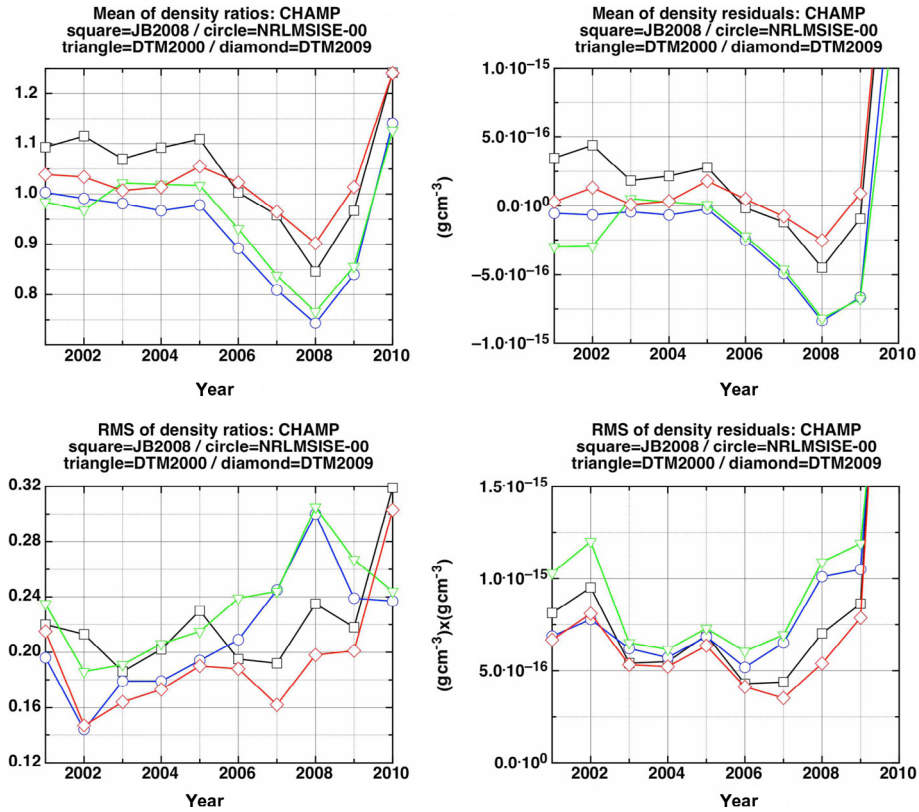 Mean of density ratios: CHAMP
square=JB2008 / circle=NRLMSISE-00
triangle=DTM2000 / diamond=DTM2009
1.2
1.1
1.0
0.9
0.8
2002 2004 2006 2008 2010
Year
Mean of density residuals: CHAMP
square=JB2008 / circle=NRLMSISE-00
triangle=DTM2000 / diamond=DTM2009
(gcm⁻³)
1.0·10⁻¹⁵
5.0·10⁻¹⁶
0.0·10⁰
−5.0·10⁻¹⁶
−1.0·10⁻¹⁵
2002 2004 2006 2008 2010
Year
RMS of density ratios: CHAMP
square=JB2008 / circle=NRLMSISE-00
triangle=DTM2000 / diamond=DTM2009
0.32
0.28
0.24
0.20
0.16
0.12
2002 2004 2006 2008 2010
Year
RMS of density residuals: CHAMP
square=JB2008 / circle=NRLMSISE-00
triangle=DTM2000 / diamond=DTM2009
(gcm⁻³)x(gcm⁻³)
1.5·10⁻¹⁵
1.0·10⁻¹⁵
5.0·10⁻¹⁶
0.0·10⁰
2002 2004 2006 2008 2010
Year